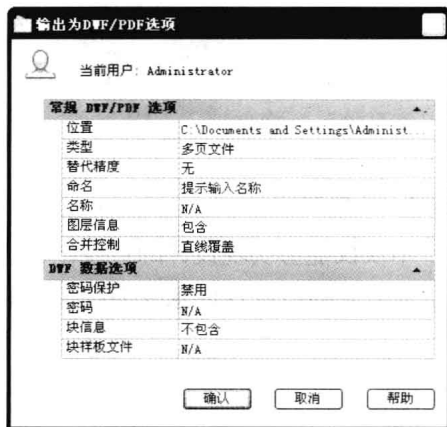 输出为DWF/PDF选项
当前用户: Administrator
常规 DWF/PDF 选项
位置 C:\Documents and Settings\Administ...
类型 多页文件
替代精度 无
命名 提示输入名称
名称 N/A
图层信息 包含
合并控制 直线覆盖
DWF 数据选项
密码保护 禁用
密码 N/A
块信息 不包含
块样板文件 N/A
确认 取消 帮助